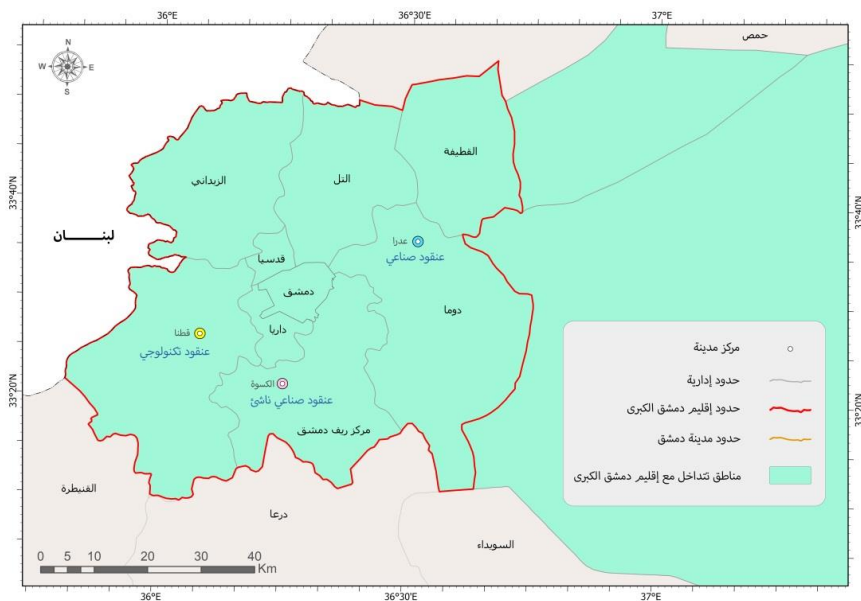 36°E
36°30'E
37°E
N
W
E
S
حمص
القطيفة
التل
الزبداني
33°40'N
33°40'N
لبنـــــــان
عدرا
عنقود صناعي
قدسيا
دمشق
دوما
داريا
قطنا
عنقود تكنولوجي
33°20'N
33°20'N
الكسوة
عنقود صناعي ناشئ
مركز ريف دمشق
القنيطرة
درعا
السويداء
مركز مدينة
حدود إدارية
حدود إقليم دمشق الكبرى
حدود مدينة دمشق
مناطق تتداخل مع إقليم دمشق الكبرى
0 5 10 20 30 40
Km
36°E
36°30'E
37°E